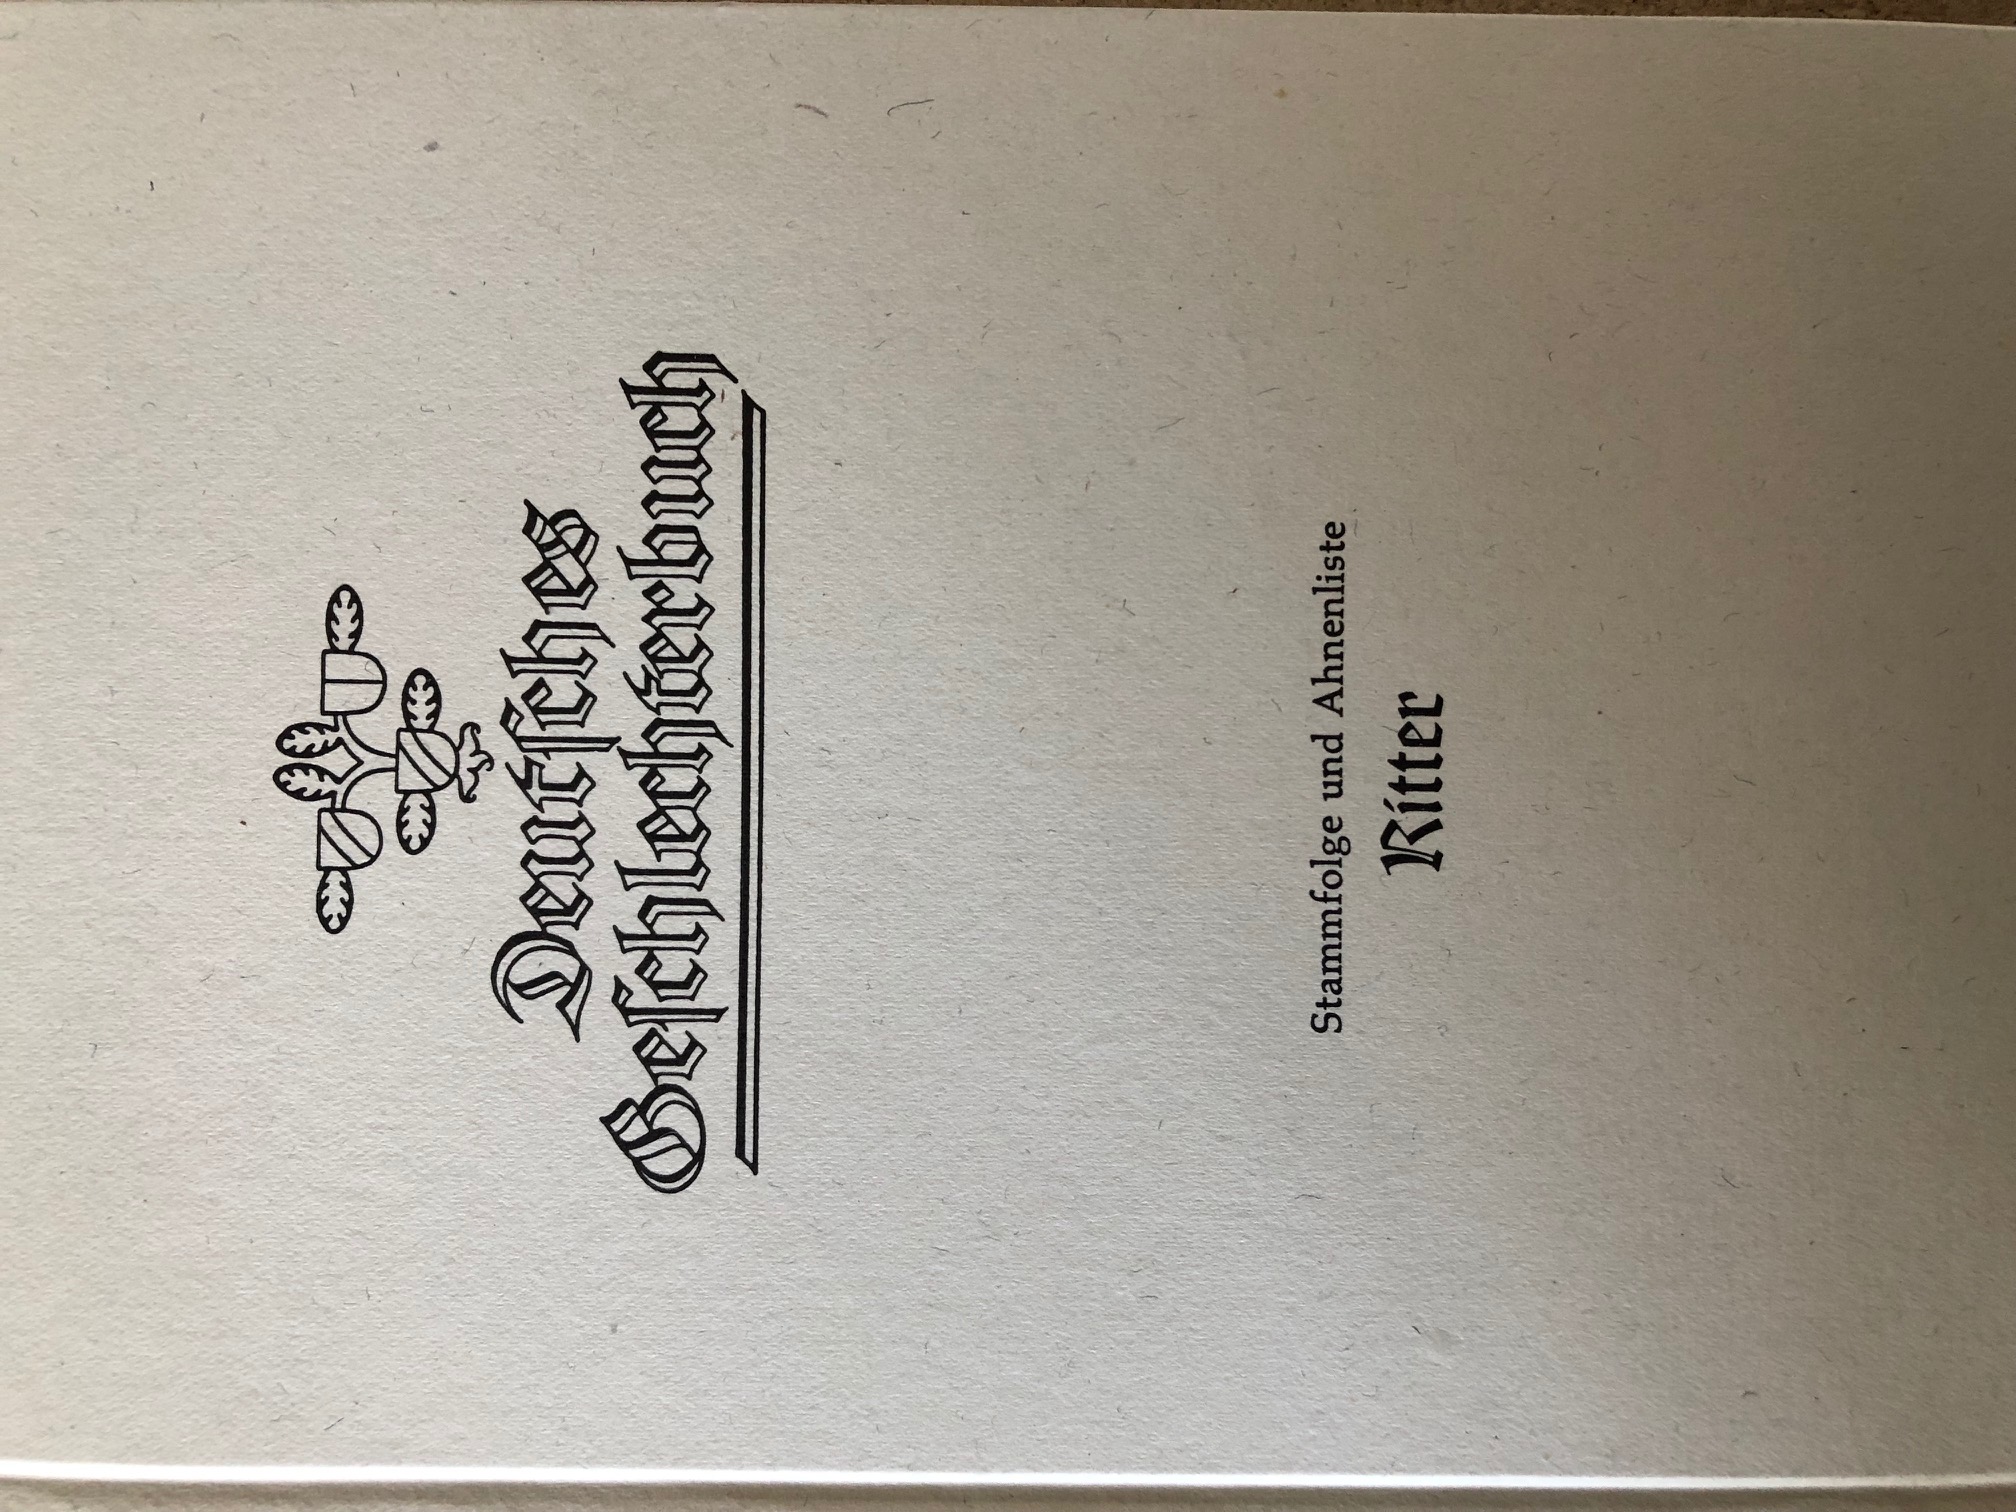 Deutſches
Geſchlechterbuch
Stammfolge und Ahnenliste
Ritter